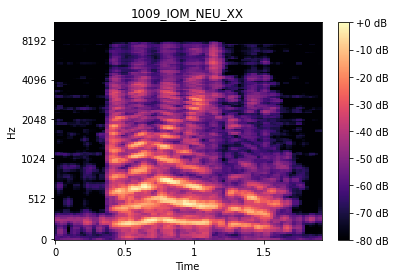 1009_IOM_NEU_XX
+0 dB
8192
-10 dB
4096
-20 dB
-30 dB
2048
Hz
-40 dB
1024
-50 dB
512
-60 dB
-70 dB
0
-80 dB
0
0.5
1
1.5
Time